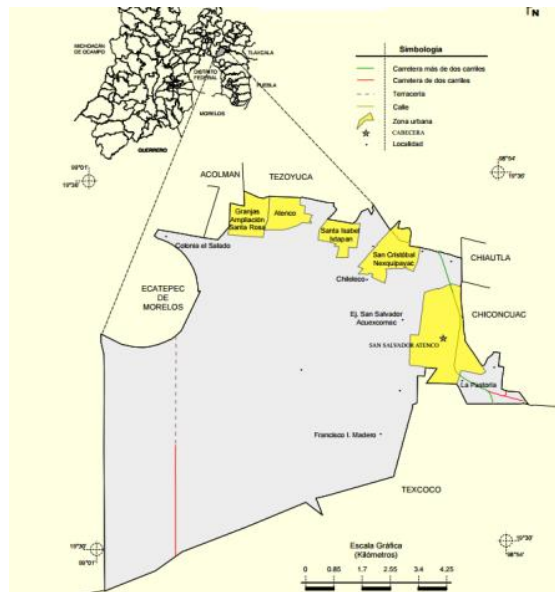 N
MICHOACÁN
DE OCAMPO
TLAXCALA
DISTRITO
FEDERAL
PUEBLA
MORELOS
GUERRERO
Simbología
Carretera más de dos carriles
Carretera de dos carriles
Terracería
Calle
Zona urbana
CABECERA
Localidad
99°01'
19°36'
98°54'
19°36'
ACOLMAN
TEZOYUCA
Granjas
Ampliación
Santa Rosa
Atenco
Santa Isabel
Ixtapan
San Cristóbal
Nexquipayac
Colonia el Salado
Chileleco
CHIAUTLA
ECATEPEC
DE
MORELOS
Ej. San Salvador
Acuexcomec
CHICONCUAC
SAN SALVADOR ATENCO
La Pastoría
Francisco I. Madero
TEXCOCO
19°30'
99°01'
19°30'
98°54'
Escala Gráfica
(Kilómetros)
0 0.85 1.7 2.55 3.4 4.25